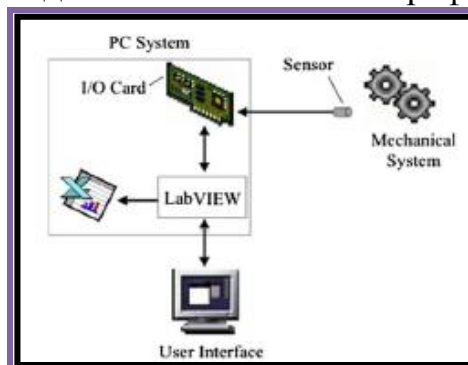 PC System
I/O Card
Sensor
Mechanical
System
LabVIEW
User Interface